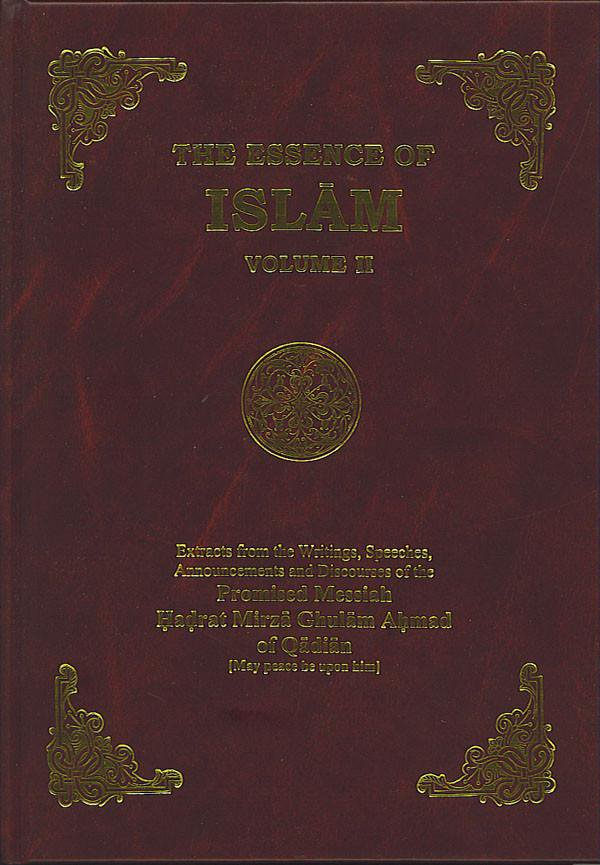 THE ESSENCE OF
ISLĀM
VOLUME II
Extracts from the Writings, Speeches,
Announcements and Discourses of the
Promised Messiah
Ḥaḍrat Mirzā Ghulām Aḥmad
of Qādiān
[May peace be upon him]